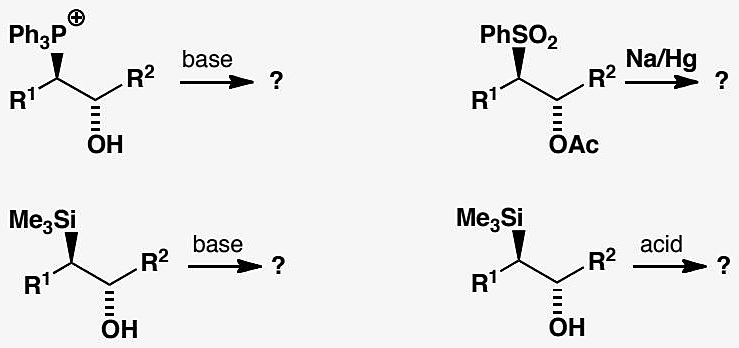 Ph₃P⊕
R¹
R²
OH
base
?
PhSO₂
R¹
R²
OAc
Na/Hg
?
Me₃Si
R¹
R²
OH
base
?
Me₃Si
R¹
R²
OH
acid
?